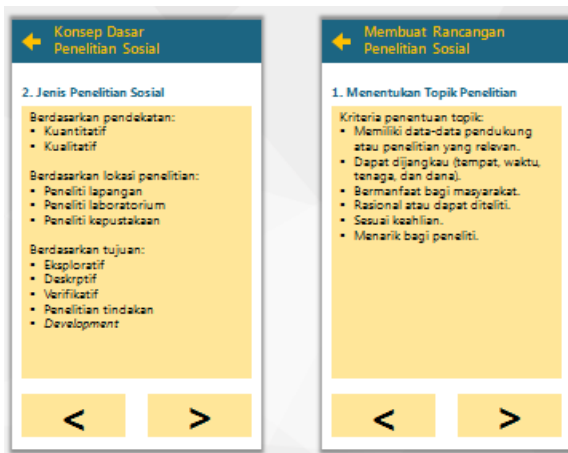 Konsep Dasar
Penelitian Sosial
2. Jenis Penelitian Sosial
Berdasarkan pendekatan:
▪ Kuantitatif
▪ Kualitatif
Berdasarkan lokasi penelitian:
▪ Peneliti lapangan
▪ Peneliti laboratorium
▪ Peneliti kepustakaan
Berdasarkan tujuan:
▪ Eksploratif
▪ Deskrptif
▪ Verifikatif
▪ Penelitian tindakan
▪ Development
< >
Membuat Rancangan
Penelitian Sosial
1. Menentukan Topik Penelitian
Kriteria penentuan topik:
▪ Memiliki data-data pendukung
atau penelitian yang relevan.
▪ Dapat dijangkau (tempat, waktu,
tenaga, dan dana).
▪ Bermanfaat bagi masyarakat.
▪ Rasional atau dapat diteliti.
▪ Sesuai keahlian.
▪ Menarik bagi peneliti.
< >